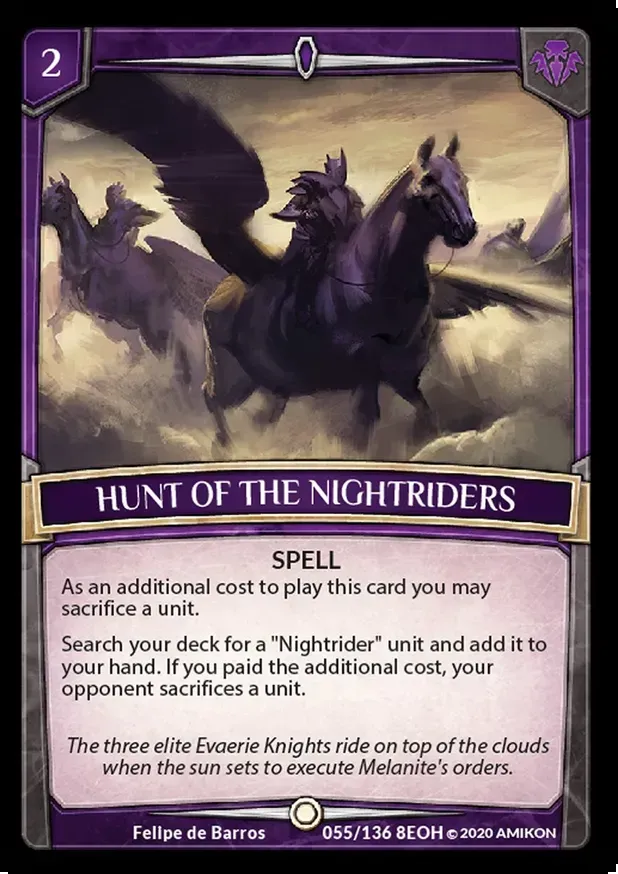 2
HUNT OF THE NIGHTRIDERS
SPELL
As an additional cost to play this card you may
sacrifice a unit.
Search your deck for a "Nightrider" unit and add it to
your hand. If you paid the additional cost, your
opponent sacrifices a unit.
The three elite Evaerie Knights ride on top of the clouds
when the sun sets to execute Melanite's orders.
Felipe de Barros 055/136 8EOH © 2020 AMIKON